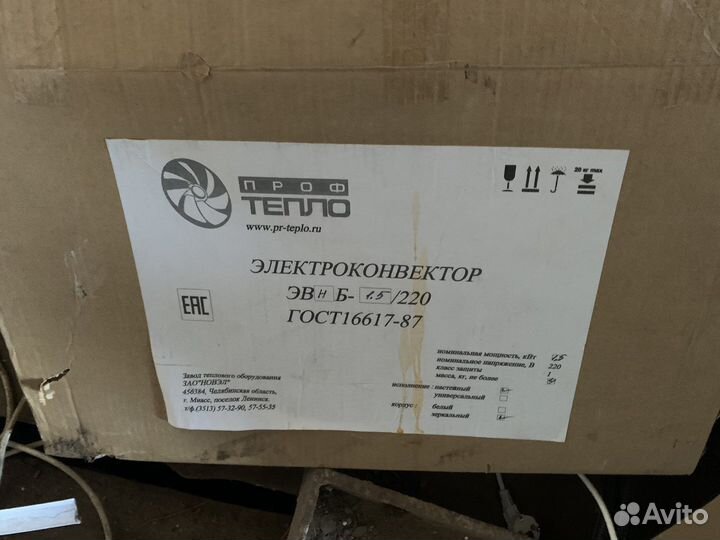 ПРОФ
ТЕПЛО
www.pr-teplo.ru
20 кг max
ЭЛЕКТРОКОНВЕКТОР
ЭВ Н Б- 1.5 /220
ГОСТ16617-87
EAC
Завод теплового оборудования
ЗАО"НОВЭЛ"
456384, Челябинская область,
г. Миасс, поселок Ленинск.
т/ф.(3513) 57-32-90, 57-55-35
номинальная мощность, кВт 1,5
номинальное напряжение, В 220
класс защиты 1
масса, кг, не более
исполнение: настенный
универсальный
корпус: белый
зеркальный
Avito